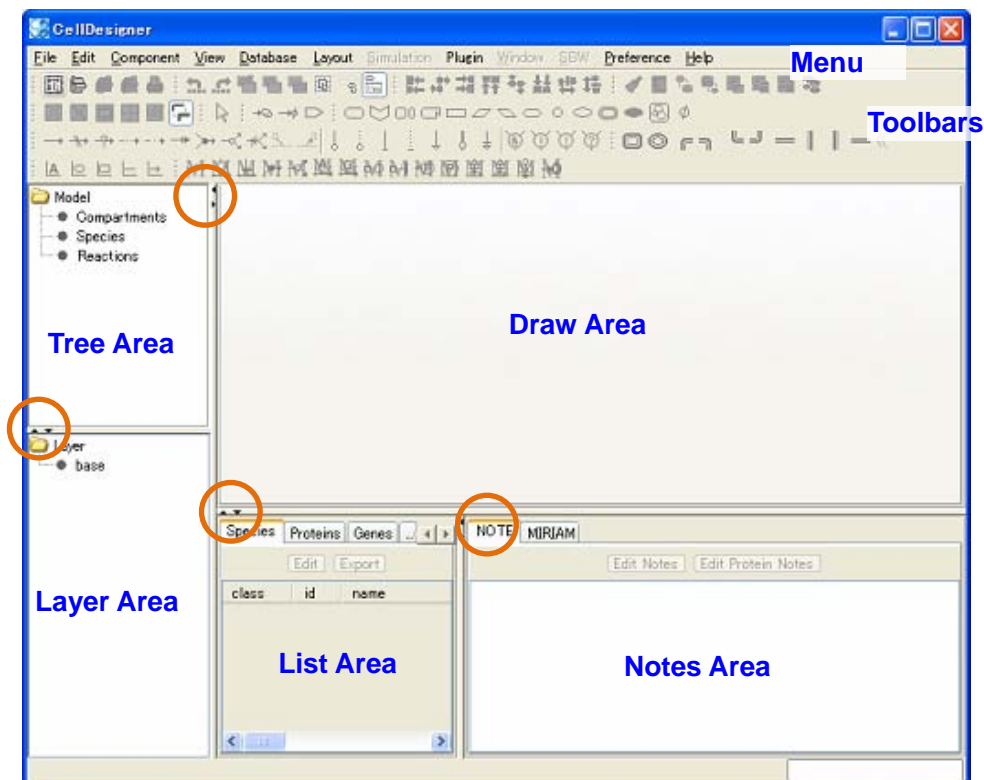 CellDesigner
File Edit Component View Database Layout Simulation Plugin Window SBW Preference Help
Menu
Toolbars
Model
Compartments
Species
Reactions
Tree Area
Draw Area
Layer
base
Layer Area
Species Proteins Genes ...
Edit Export
class id name
List Area
NOTE MIRIAM
Edit Notes Edit Protein Notes
Notes Area